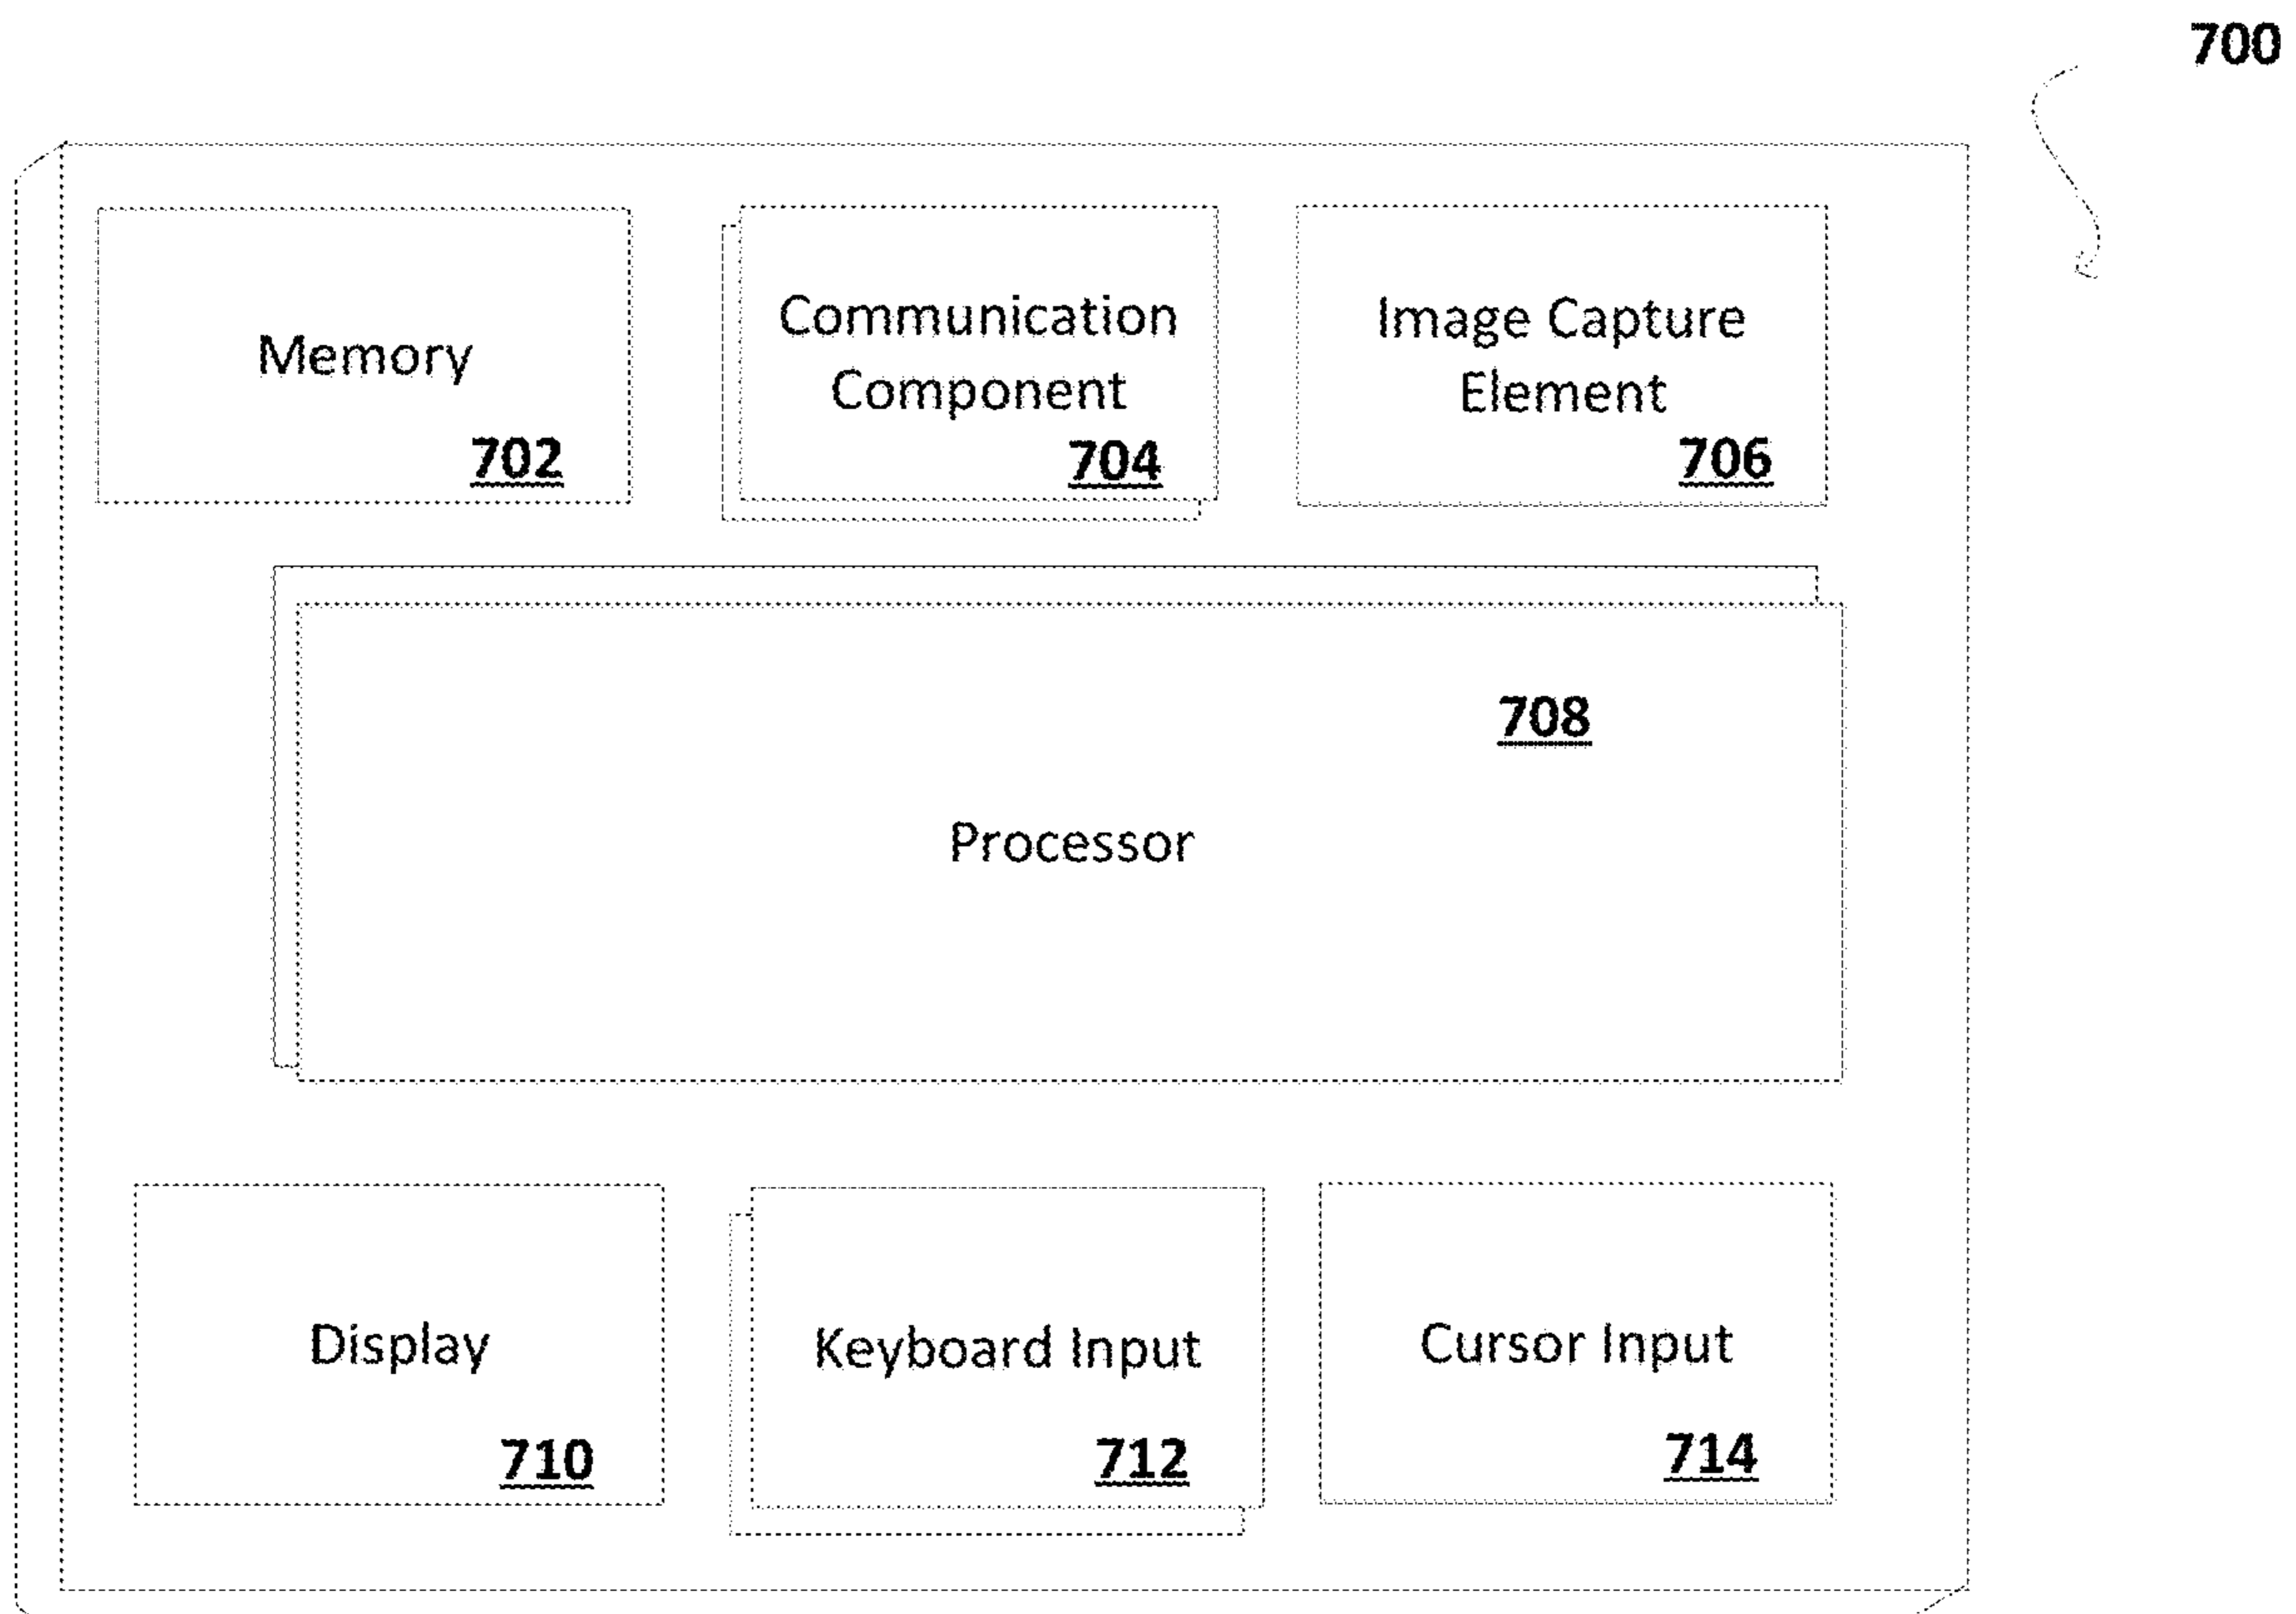 700
Memory
702
Communication
Component
704
Image Capture
Element
706
708
Processor
Display
710
Keyboard Input
712
Cursor Input
714